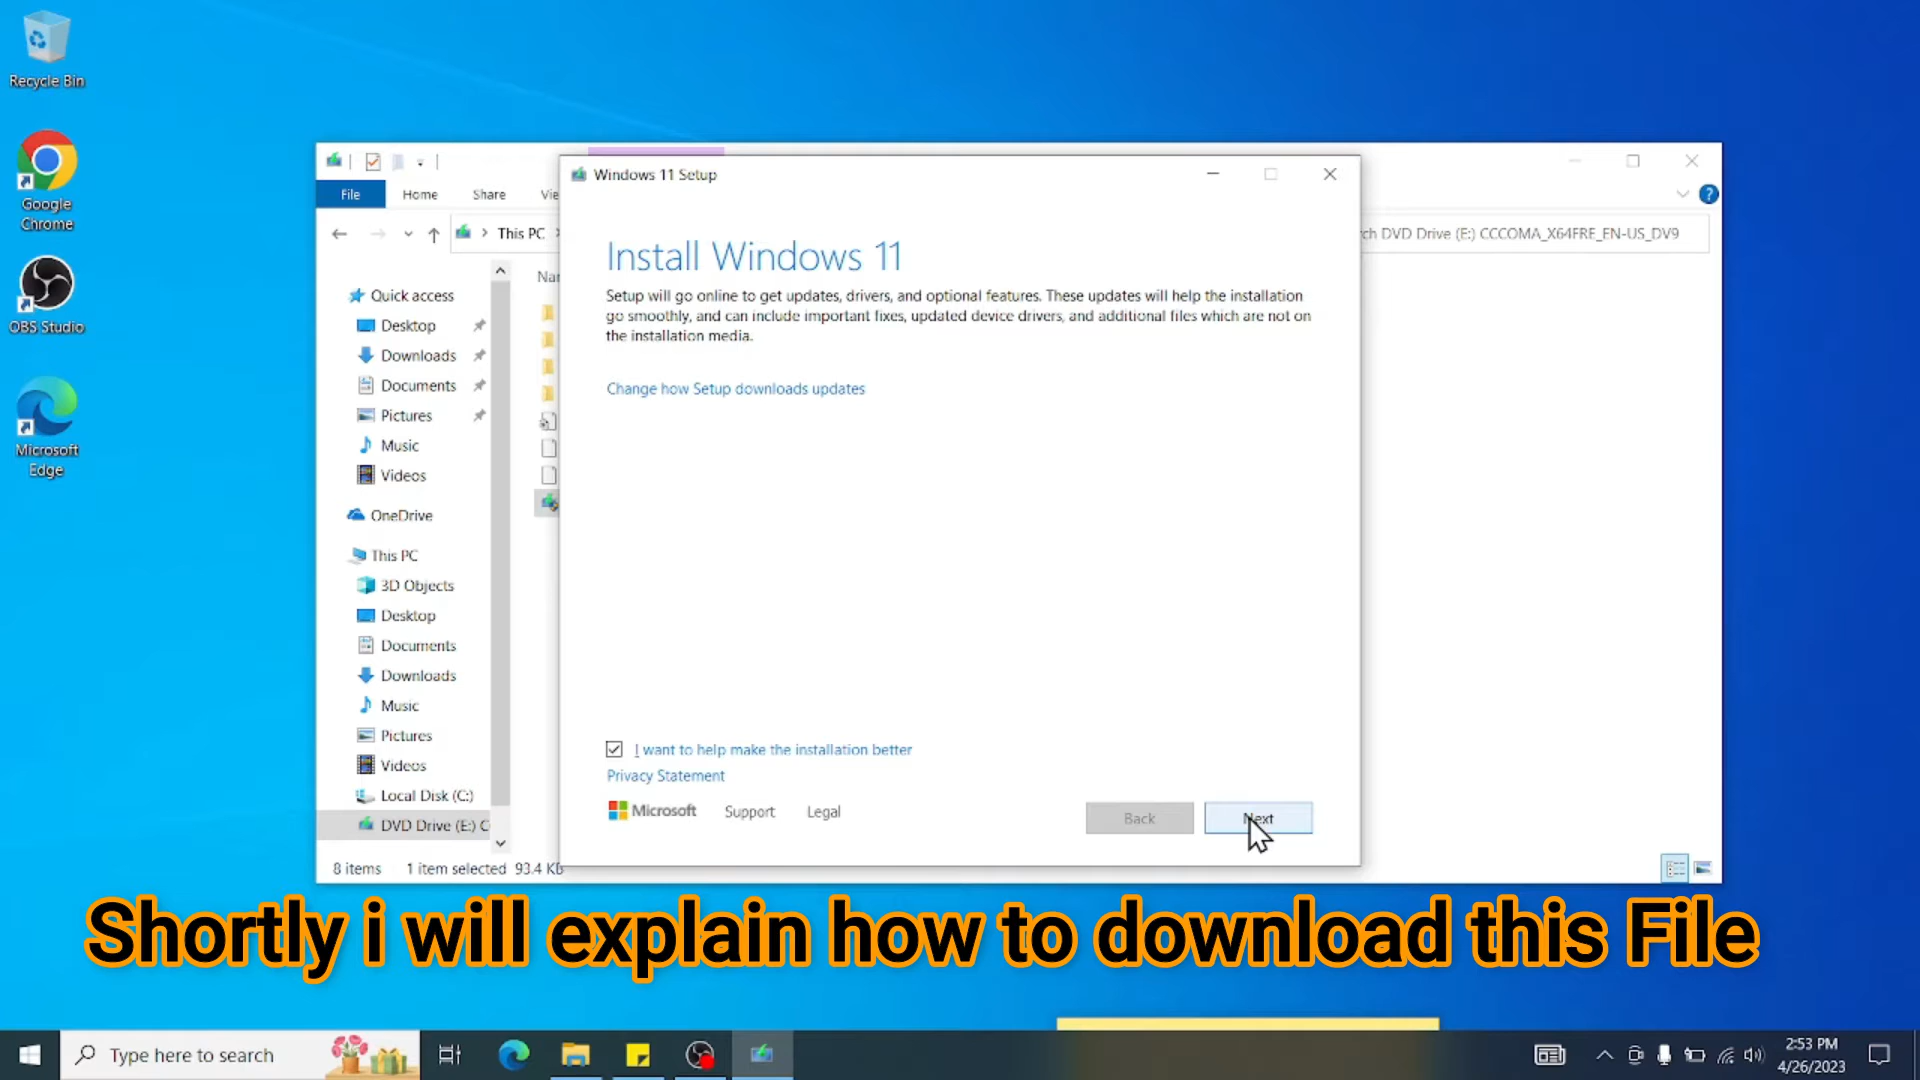 Recycle Bin
Google
Chrome
OBS Studio
Microsoft
Edge
File
Home
Share
This PC
DVD Drive (E:) CCCOMA_X64FRE_EN-US_DV9
Quick access
Desktop
Downloads
Documents
Pictures
Music
Videos
OneDrive
This PC
3D Objects
Desktop
Documents
Downloads
Music
Pictures
Videos
Local Disk (C:)
DVD Drive (E:) C
8 items
1 item selected 93.4 KB
Windows 11 Setup
Install Windows 11
Setup will go online to get updates, drivers, and optional features. These updates will help the installation
go smoothly, and can include important fixes, updated device drivers, and additional files which are not on
the installation media.
Change how Setup downloads updates
I want to help make the installation better
Privacy Statement
Microsoft
Support
Legal
Back
Next
Shortly i will explain how to download this File
Type here to search
2:53 PM
4/26/2023